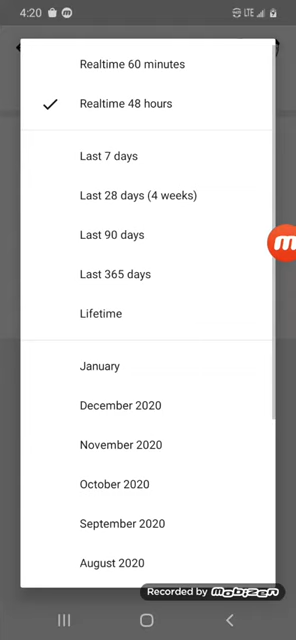 4:20
LTE
Realtime 60 minutes
Realtime 48 hours
Last 7 days
Last 28 days (4 weeks)
Last 90 days
Last 365 days
Lifetime
January
December 2020
November 2020
October 2020
September 2020
August 2020
Recorded by mobizen